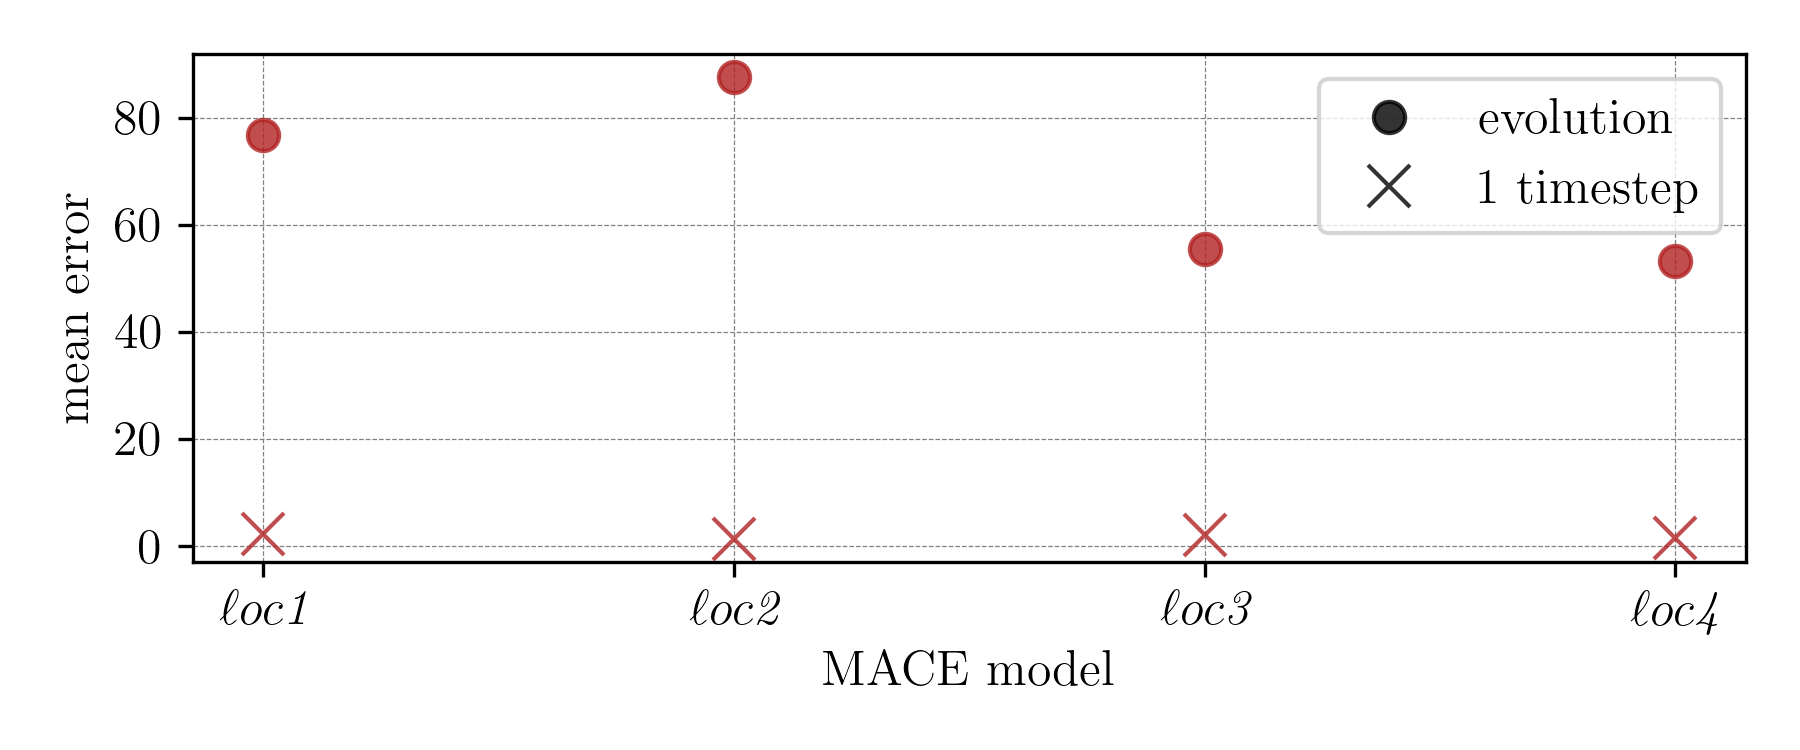 mean error
80
60
40
20
0
evolution
1 timestep
ℓoc1 ℓoc2 ℓoc3 ℓoc4
MACE model